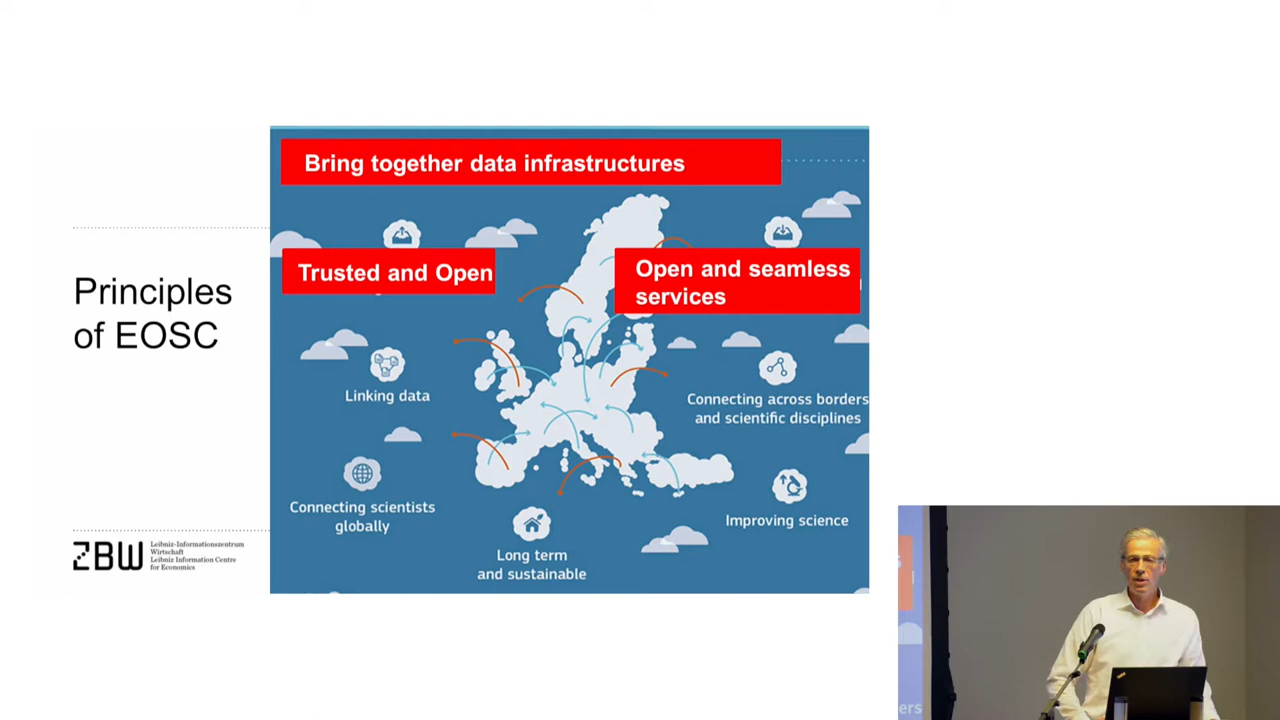 Bring together data infrastructures
Trusted and Open
Open and seamless
services
Principles
of EOSC
Linking data
Connecting across borders
and scientific disciplines
Connecting scientists
globally
Improving science
Long term
and sustainable
ZBW
Leibniz-Informationszentrum
Wirtschaft
Leibniz Information Centre
for Economics
ers